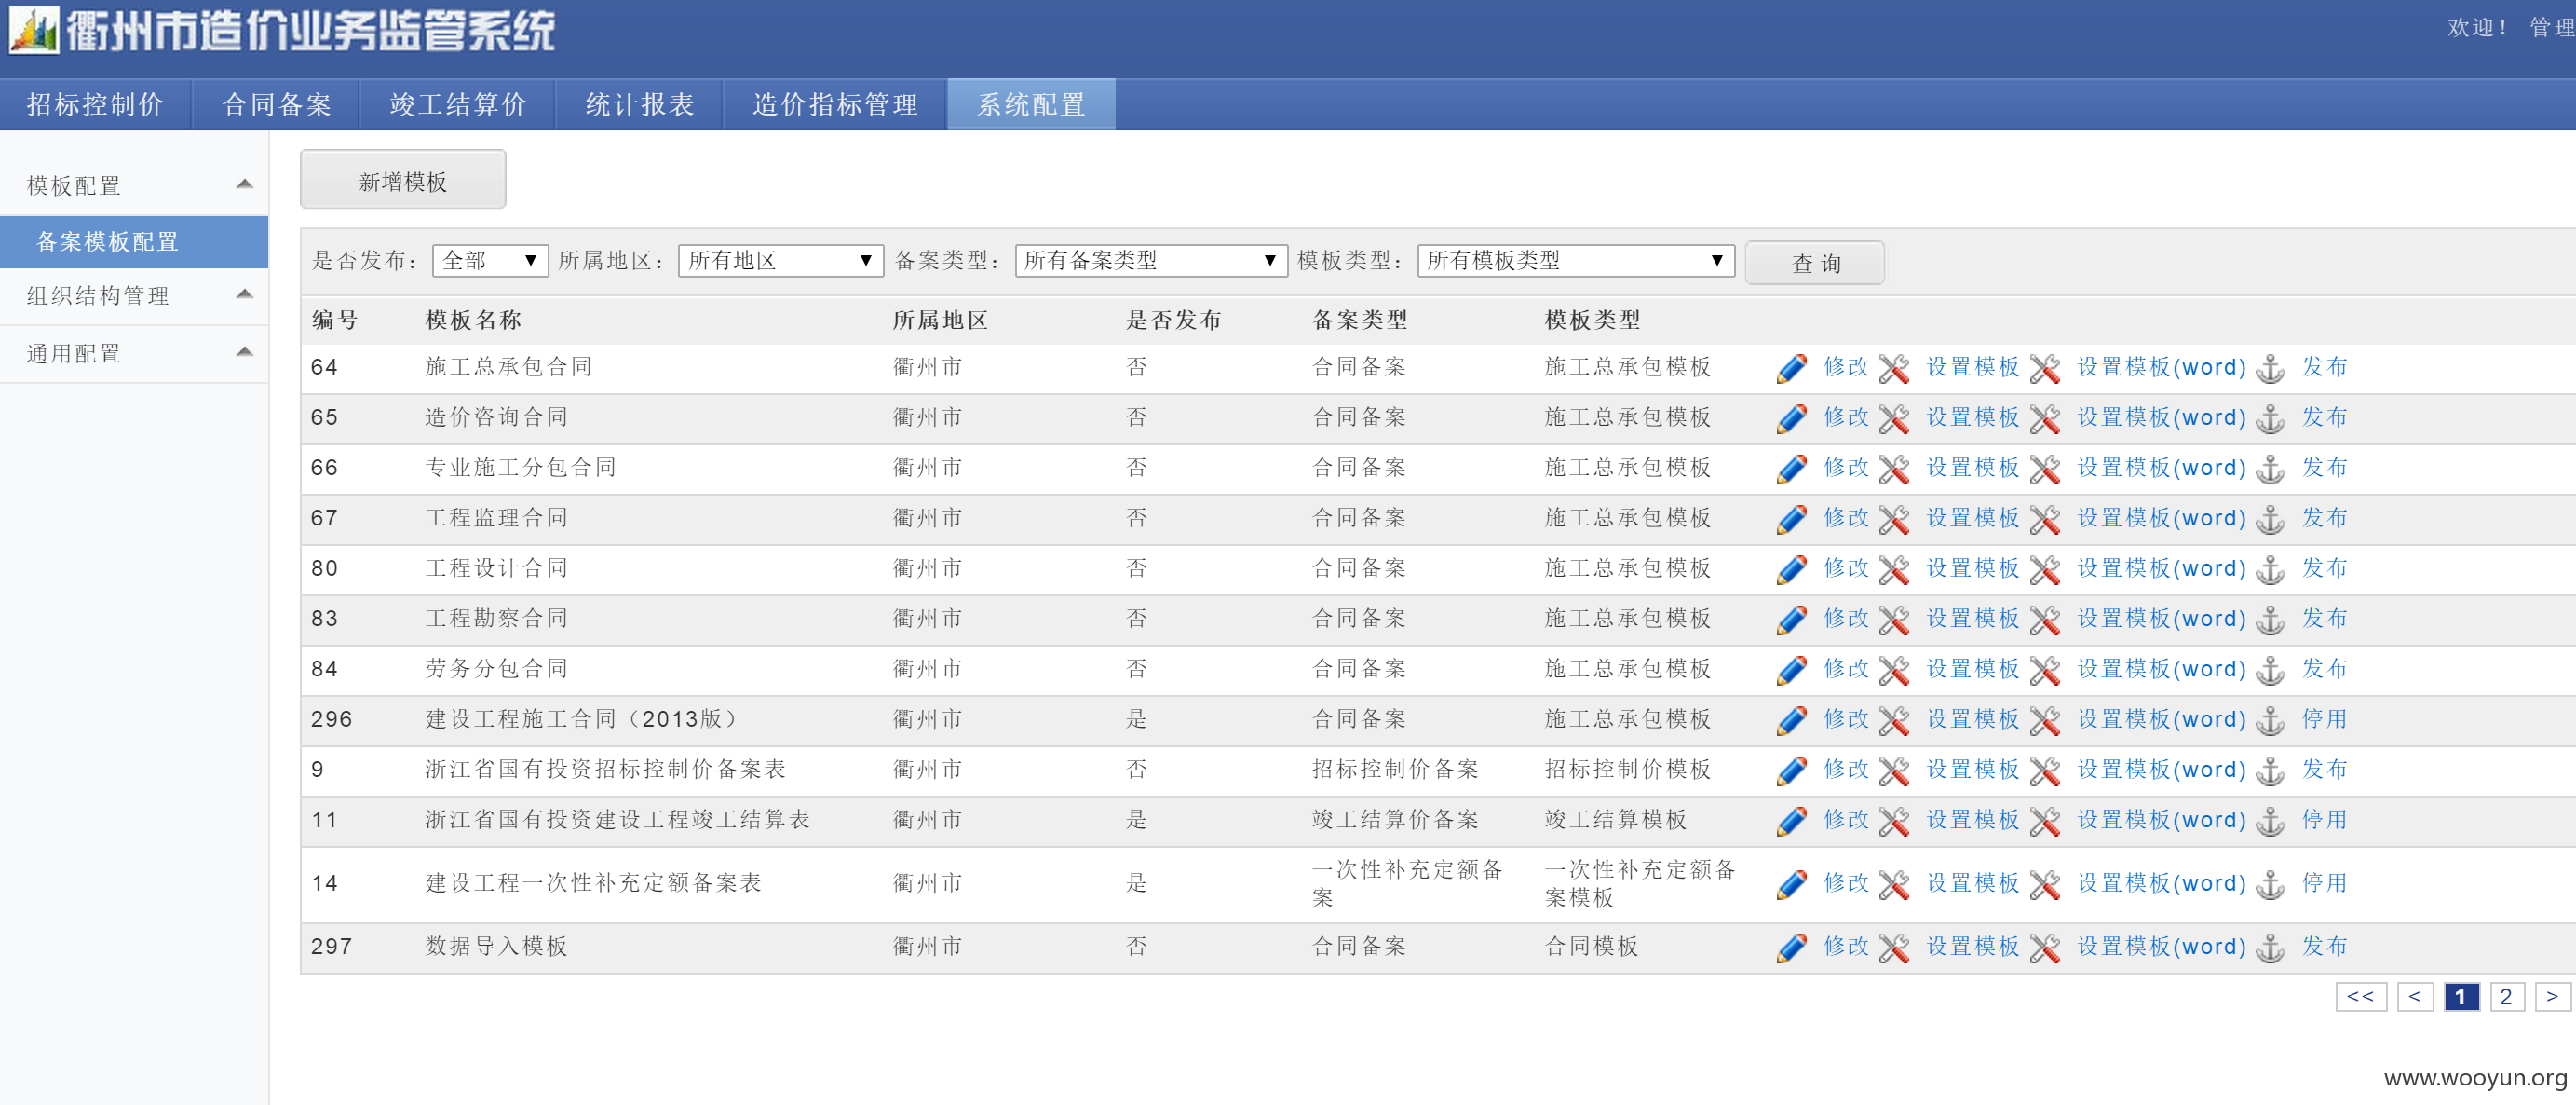 衢州市造价业务监管系统
欢迎！ 管理
招标控制价 合同备案 竣工结算价 统计报表 造价指标管理 系统配置
模板配置
备案模板配置
组织结构管理
通用配置
新增模板
是否发布： 全部 所属地区： 所有地区 备案类型： 所有备案类型 模板类型： 所有模板类型 查 询
编号 模板名称 所属地区 是否发布 备案类型 模板类型
64 施工总承包合同 衢州市 否 合同备案 施工总承包模板 修改 设置模板 设置模板(word) 发布
65 造价咨询合同 衢州市 否 合同备案 施工总承包模板 修改 设置模板 设置模板(word) 发布
66 专业施工分包合同 衢州市 否 合同备案 施工总承包模板 修改 设置模板 设置模板(word) 发布
67 工程监理合同 衢州市 否 合同备案 施工总承包模板 修改 设置模板 设置模板(word) 发布
80 工程设计合同 衢州市 否 合同备案 施工总承包模板 修改 设置模板 设置模板(word) 发布
83 工程勘察合同 衢州市 否 合同备案 施工总承包模板 修改 设置模板 设置模板(word) 发布
84 劳务分包合同 衢州市 否 合同备案 施工总承包模板 修改 设置模板 设置模板(word) 发布
296 建设工程施工合同（2013版） 衢州市 是 合同备案 施工总承包模板 修改 设置模板 设置模板(word) 停用
9 浙江省国有投资招标控制价备案表 衢州市 否 招标控制价备案 招标控制价模板 修改 设置模板 设置模板(word) 发布
11 浙江省国有投资建设工程竣工结算表 衢州市 是 竣工结算价备案 竣工结算模板 修改 设置模板 设置模板(word) 停用
14 建设工程一次性补充定额备案表 衢州市 是 一次性补充定额备案 一次性补充定额备案模板 修改 设置模板 设置模板(word) 停用
297 数据导入模板 衢州市 否 合同备案 合同模板 修改 设置模板 设置模板(word) 发布
<< < 1 2 >
www.wooyun.org